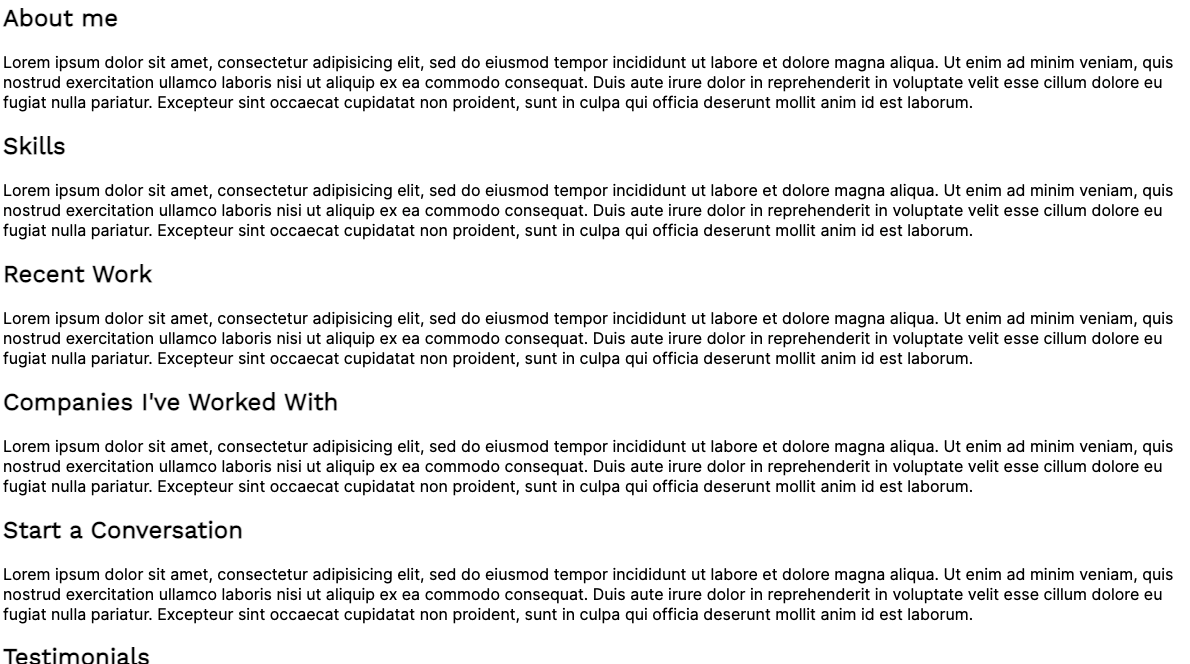 About me
Lorem ipsum dolor sit amet, consectetur adipisicing elit, sed do eiusmod tempor incididunt ut labore et dolore magna aliqua. Ut enim ad minim veniam, quis
nostrud exercitation ullamco laboris nisi ut aliquip ex ea commodo consequat. Duis aute irure dolor in reprehenderit in voluptate velit esse cillum dolore eu
fugiat nulla pariatur. Excepteur sint occaecat cupidatat non proident, sunt in culpa qui officia deserunt mollit anim id est laborum.
Skills
Lorem ipsum dolor sit amet, consectetur adipisicing elit, sed do eiusmod tempor incididunt ut labore et dolore magna aliqua. Ut enim ad minim veniam, quis
nostrud exercitation ullamco laboris nisi ut aliquip ex ea commodo consequat. Duis aute irure dolor in reprehenderit in voluptate velit esse cillum dolore eu
fugiat nulla pariatur. Excepteur sint occaecat cupidatat non proident, sunt in culpa qui officia deserunt mollit anim id est laborum.
Recent Work
Lorem ipsum dolor sit amet, consectetur adipisicing elit, sed do eiusmod tempor incididunt ut labore et dolore magna aliqua. Ut enim ad minim veniam, quis
nostrud exercitation ullamco laboris nisi ut aliquip ex ea commodo consequat. Duis aute irure dolor in reprehenderit in voluptate velit esse cillum dolore eu
fugiat nulla pariatur. Excepteur sint occaecat cupidatat non proident, sunt in culpa qui officia deserunt mollit anim id est laborum.
Companies I've Worked With
Lorem ipsum dolor sit amet, consectetur adipisicing elit, sed do eiusmod tempor incididunt ut labore et dolore magna aliqua. Ut enim ad minim veniam, quis
nostrud exercitation ullamco laboris nisi ut aliquip ex ea commodo consequat. Duis aute irure dolor in reprehenderit in voluptate velit esse cillum dolore eu
fugiat nulla pariatur. Excepteur sint occaecat cupidatat non proident, sunt in culpa qui officia deserunt mollit anim id est laborum.
Start a Conversation
Lorem ipsum dolor sit amet, consectetur adipisicing elit, sed do eiusmod tempor incididunt ut labore et dolore magna aliqua. Ut enim ad minim veniam, quis
nostrud exercitation ullamco laboris nisi ut aliquip ex ea commodo consequat. Duis aute irure dolor in reprehenderit in voluptate velit esse cillum dolore eu
fugiat nulla pariatur. Excepteur sint occaecat cupidatat non proident, sunt in culpa qui officia deserunt mollit anim id est laborum.
Testimonials